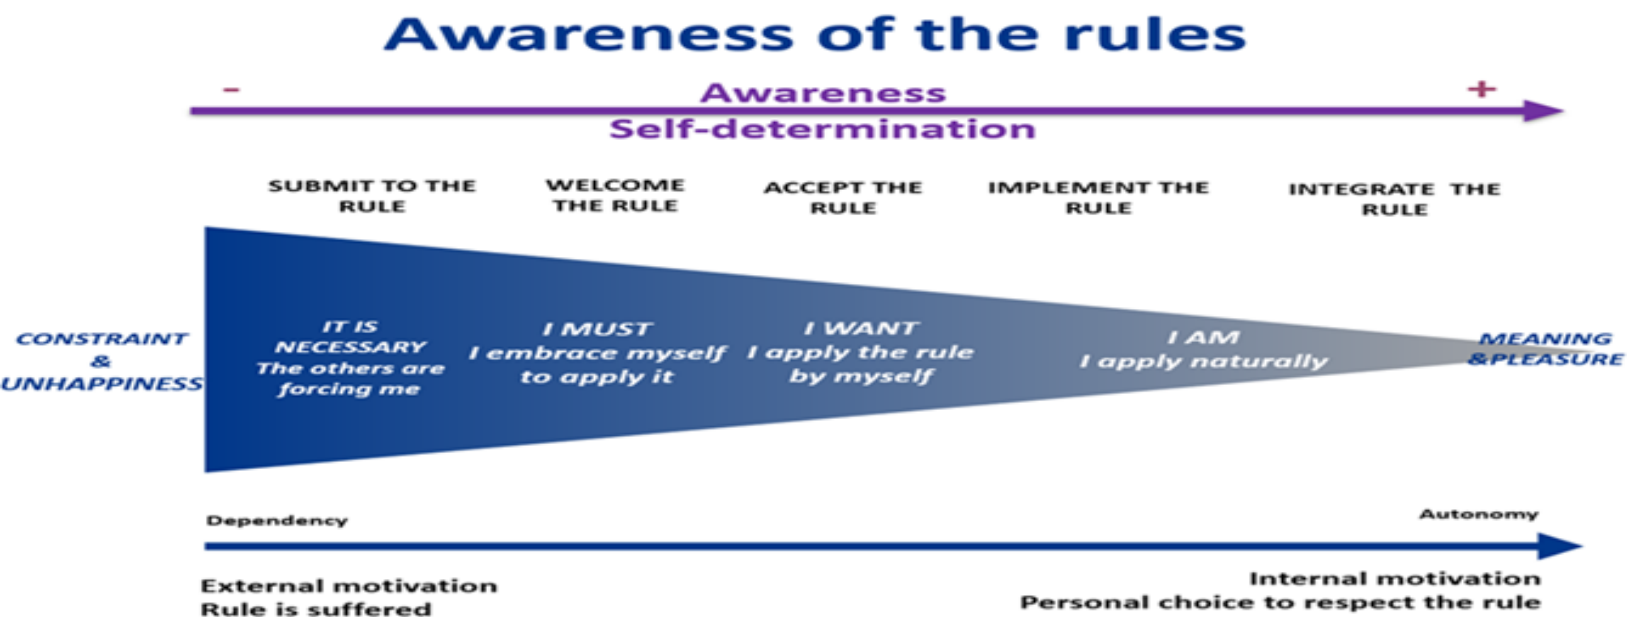 Awareness of the rules
- +
Awareness
Self-determination
SUBMIT TO THE
RULE
WELCOME
THE RULE
ACCEPT THE
RULE
IMPLEMENT THE
RULE
INTEGRATE THE
RULE
CONSTRAINT
&
UNHAPPINESS
IT IS
NECESSARY
The others are
forcing me
I MUST
I embrace myself
to apply it
I WANT
I apply the rule
by myself
I AM
I apply naturally
MEANING
&PLEASURE
Dependency
Autonomy
External motivation
Rule is suffered
Internal motivation
Personal choice to respect the rule